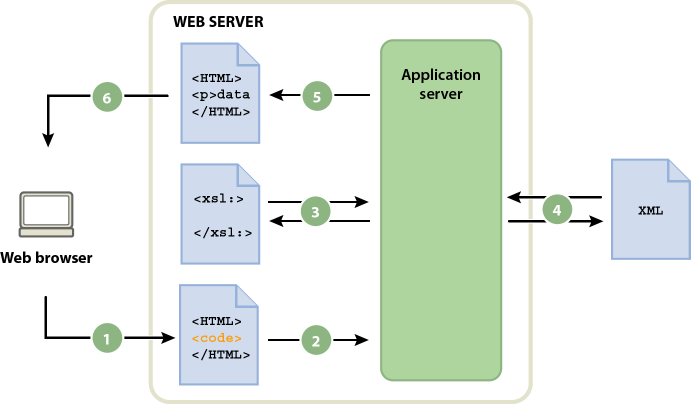 WEB SERVER
<HTML>
<p>data
</HTML>
Application
server
6
5
<xsl:>
</xsl:>
3
4
XML
Web browser
<HTML>
<code>
</HTML>
1
2